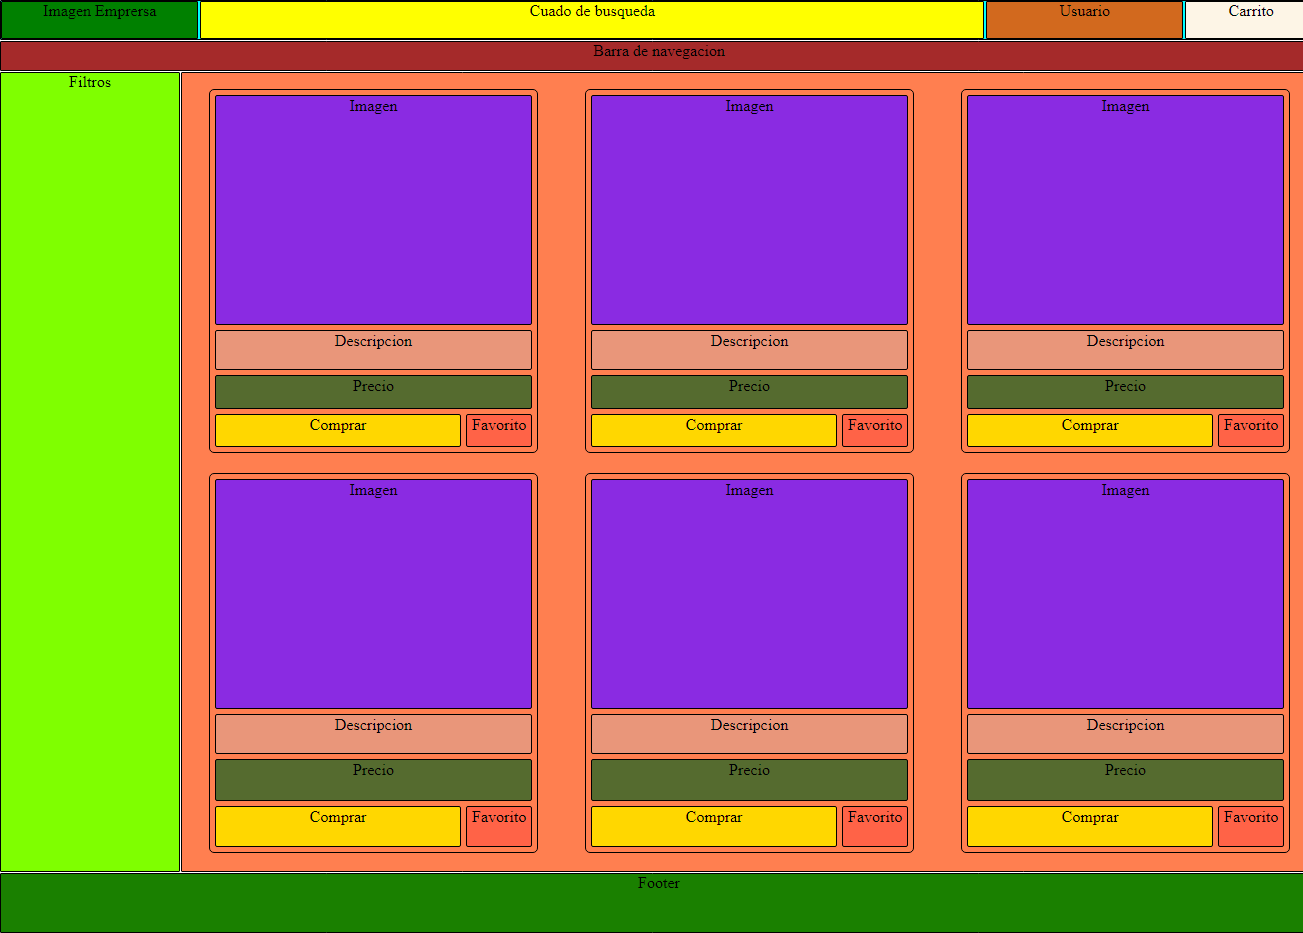 Imagen Emprersa
Cuado de busqueda
Usuario
Carrito
Barra de navegacion
Filtros
Imagen
Imagen
Imagen
Descripcion
Descripcion
Descripcion
Precio
Precio
Precio
Comprar
Favorito
Comprar
Favorito
Comprar
Favorito
Imagen
Imagen
Imagen
Descripcion
Descripcion
Descripcion
Precio
Precio
Precio
Comprar
Favorito
Comprar
Favorito
Comprar
Favorito
Footer